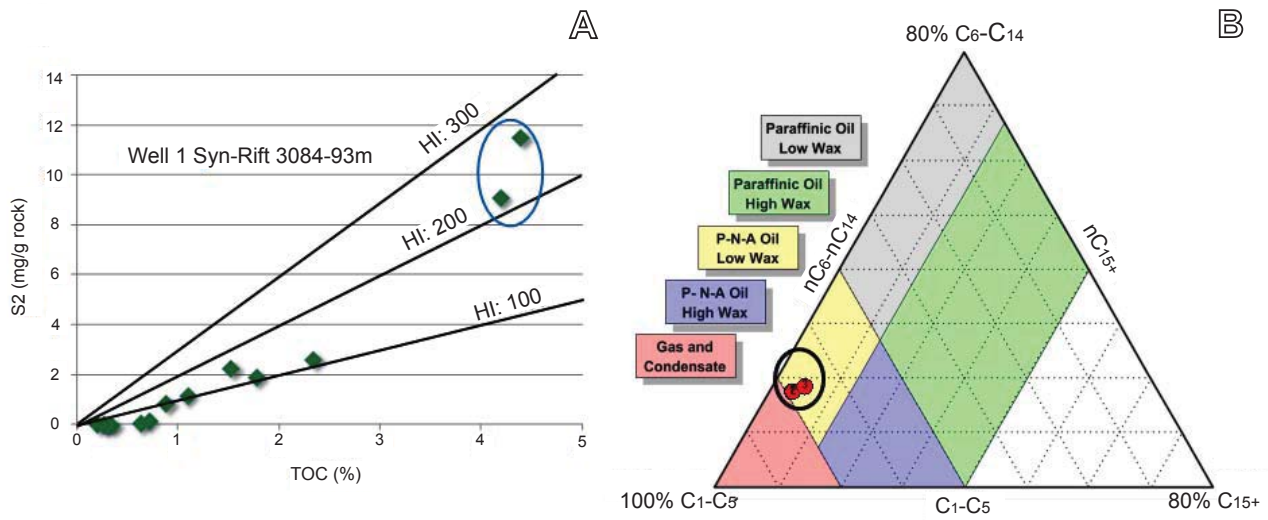 A
14
12
10
8
6
4
2
0
S2 (mg/g rock)
Well 1 Syn-Rift 3084-93m
HI: 300
HI: 200
HI: 100
0
1
2
3
4
5
TOC (%)
B
80% C6-C14
Paraffinic Oil
Low Wax
Paraffinic Oil
High Wax
P-N-A Oil
Low Wax
P- N-A Oil
High Wax
Gas and
Condensate
nC6-nC14
nC15+
100% C1-C5
C1-C5
80% C15+